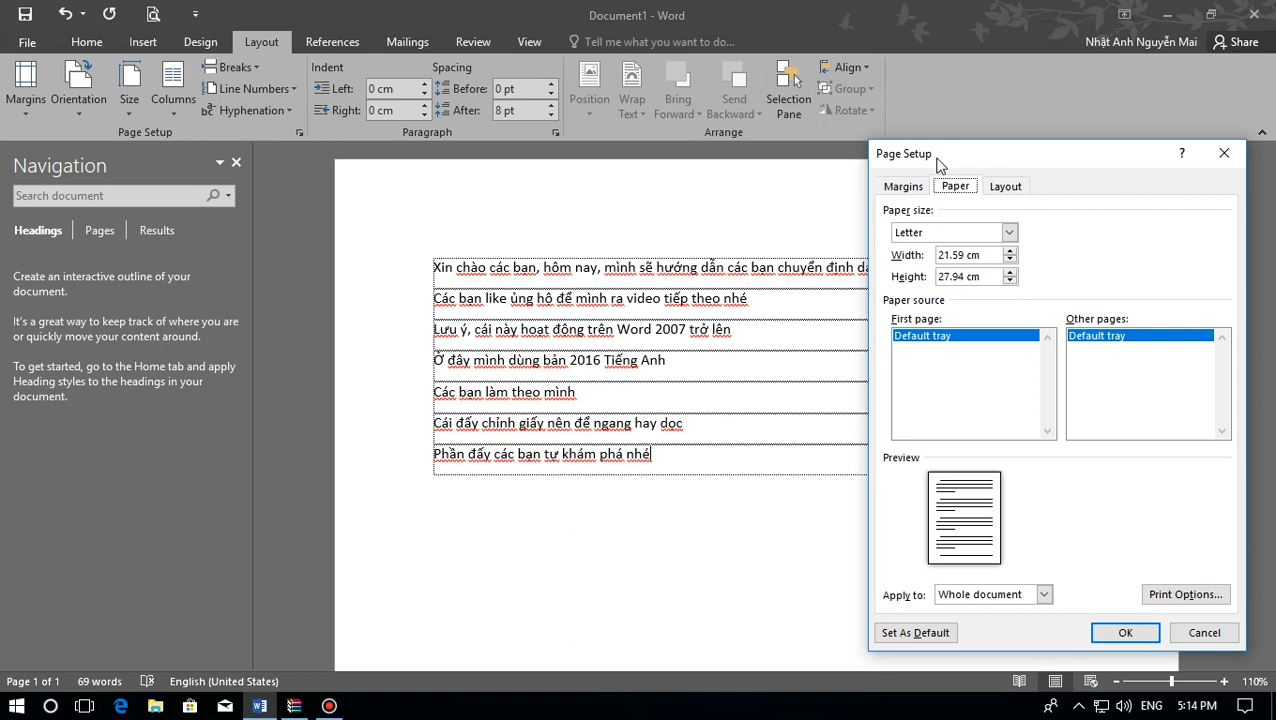 Document1 - Word
File
Home
Insert
Design
Layout
References
Mailings
Review
View
Tell me what you want to do...
Nhật Anh Nguyễn Mai
Share
Margins
Orientation
Size
Columns
Breaks
Line Numbers
Hyphenation
Page Setup
Indent
Left: 0 cm
Right: 0 cm
Spacing
Before: 0 pt
After: 8 pt
Paragraph
Position
Wrap Text
Bring Forward
Send Backward
Selection Pane
Align
Group
Rotate
Arrange
Navigation
Search document
Headings
Pages
Results
Create an interactive outline of your
document.
It's a great way to keep track of where you are
or quickly move your content around.
To get started, go to the Home tab and apply
Heading styles to the headings in your
document.
Xin chào các bạn, hôm nay, mình sẽ hướng dẫn các bạn chuyển định
Các bạn like ủng hộ để mình ra video tiếp theo nhé
Lưu ý, cái này hoạt động trên Word 2007 trở lên
Ở đây mình dùng bản 2016 Tiếng Anh
Các bạn làm theo mình
Cái đấy chỉnh giấy nên để ngang hay dọc
Phần đấy các bạn tự khám phá nhé
Page Setup
?
Margins
Paper
Layout
Paper size:
Letter
Width: 21.59 cm
Height: 27.94 cm
Paper source
First page:
Default tray
Other pages:
Default tray
Preview
Apply to: Whole document
Print Options...
Set As Default
OK
Cancel
Page 1 of 1
69 words
English (United States)
110%
ENG
5:14 PM